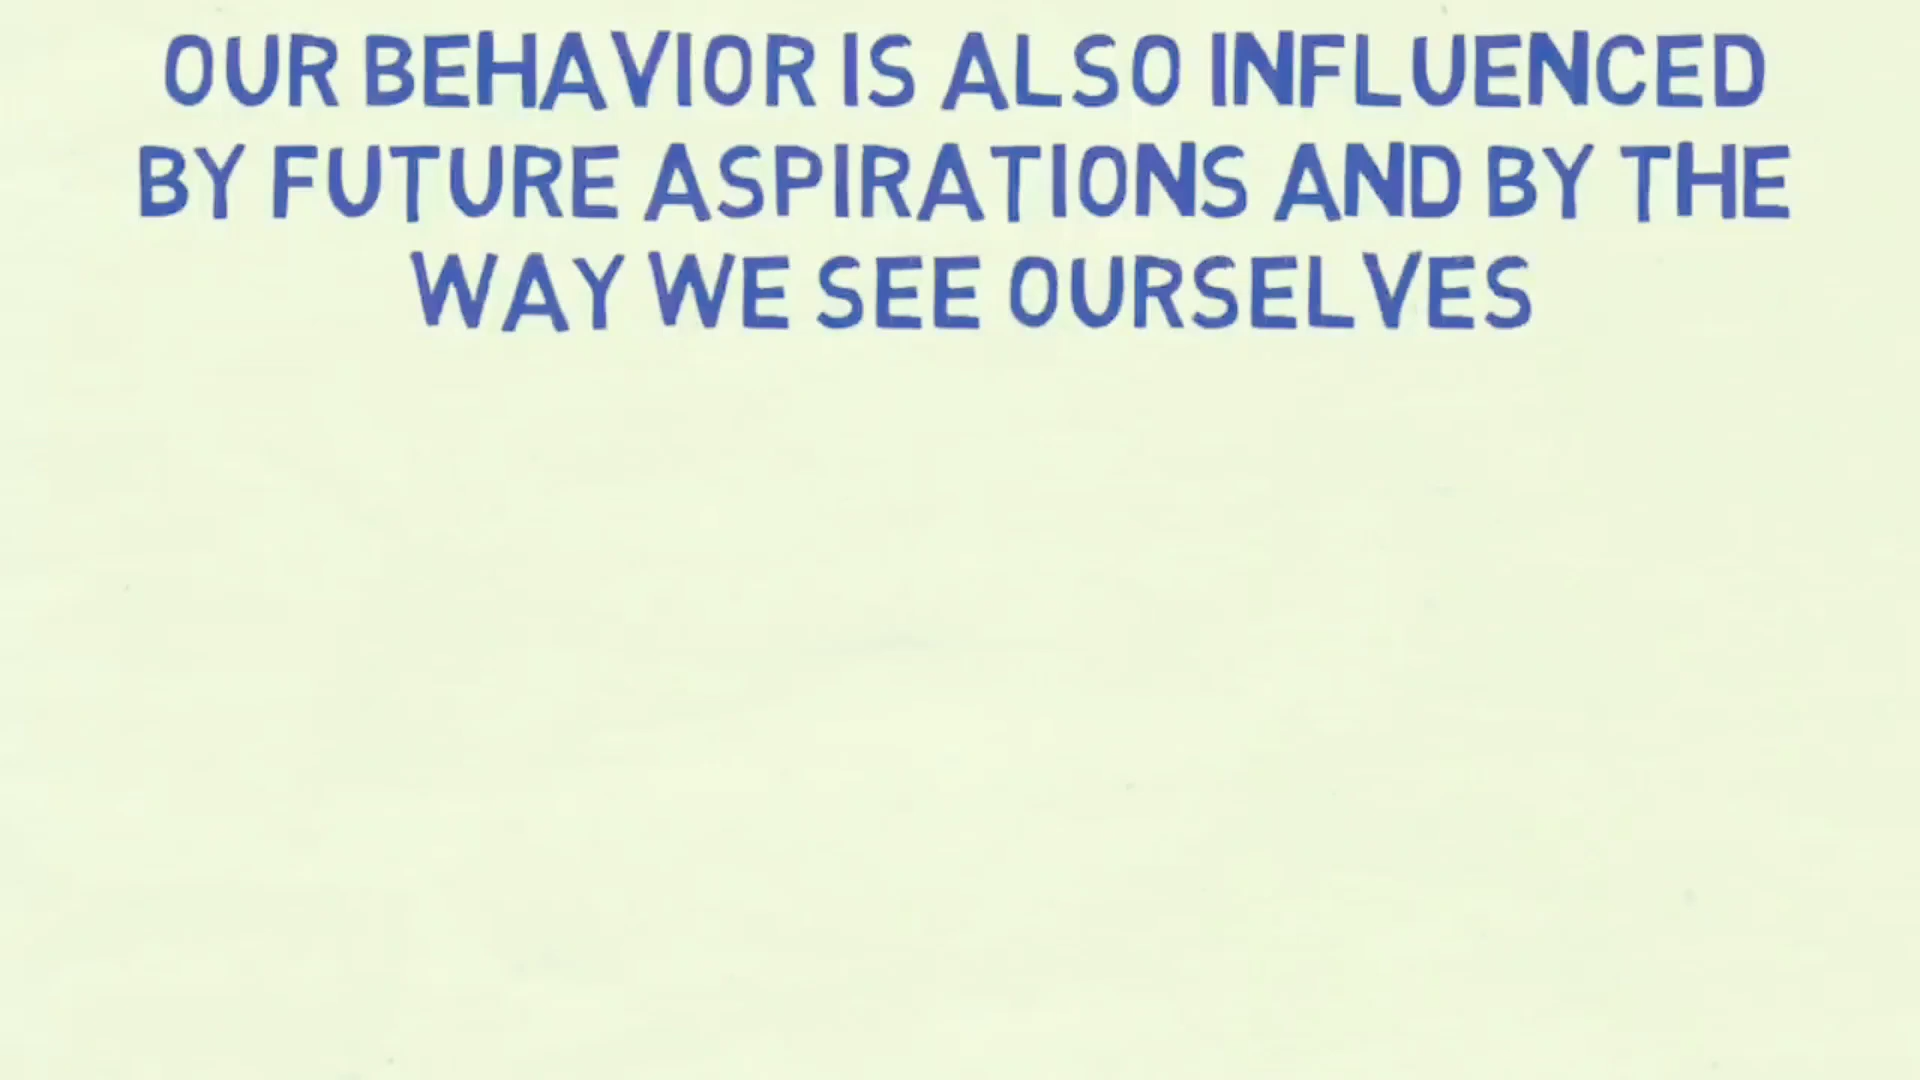 OUR BEHAVIOR IS ALSO INFLUENCED
BY FUTURE ASPIRATIONS AND BY THE
WAY WE SEE OURSELVES